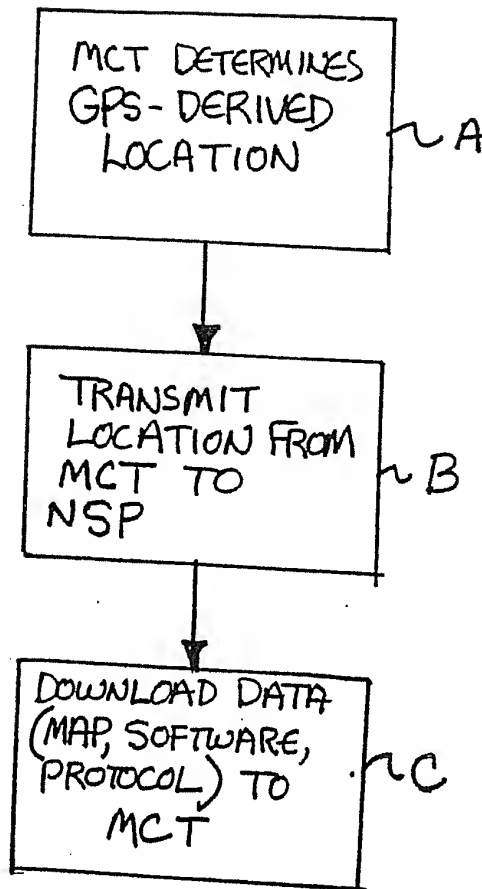 MCT DETERMINES
GPS-DERIVED
LOCATION
A
TRANSMIT
LOCATION FROM
MCT TO
NSP
B
DOWNLOAD DATA
(MAP, SOFTWARE,
PROTOCOL) TO
MCT
C